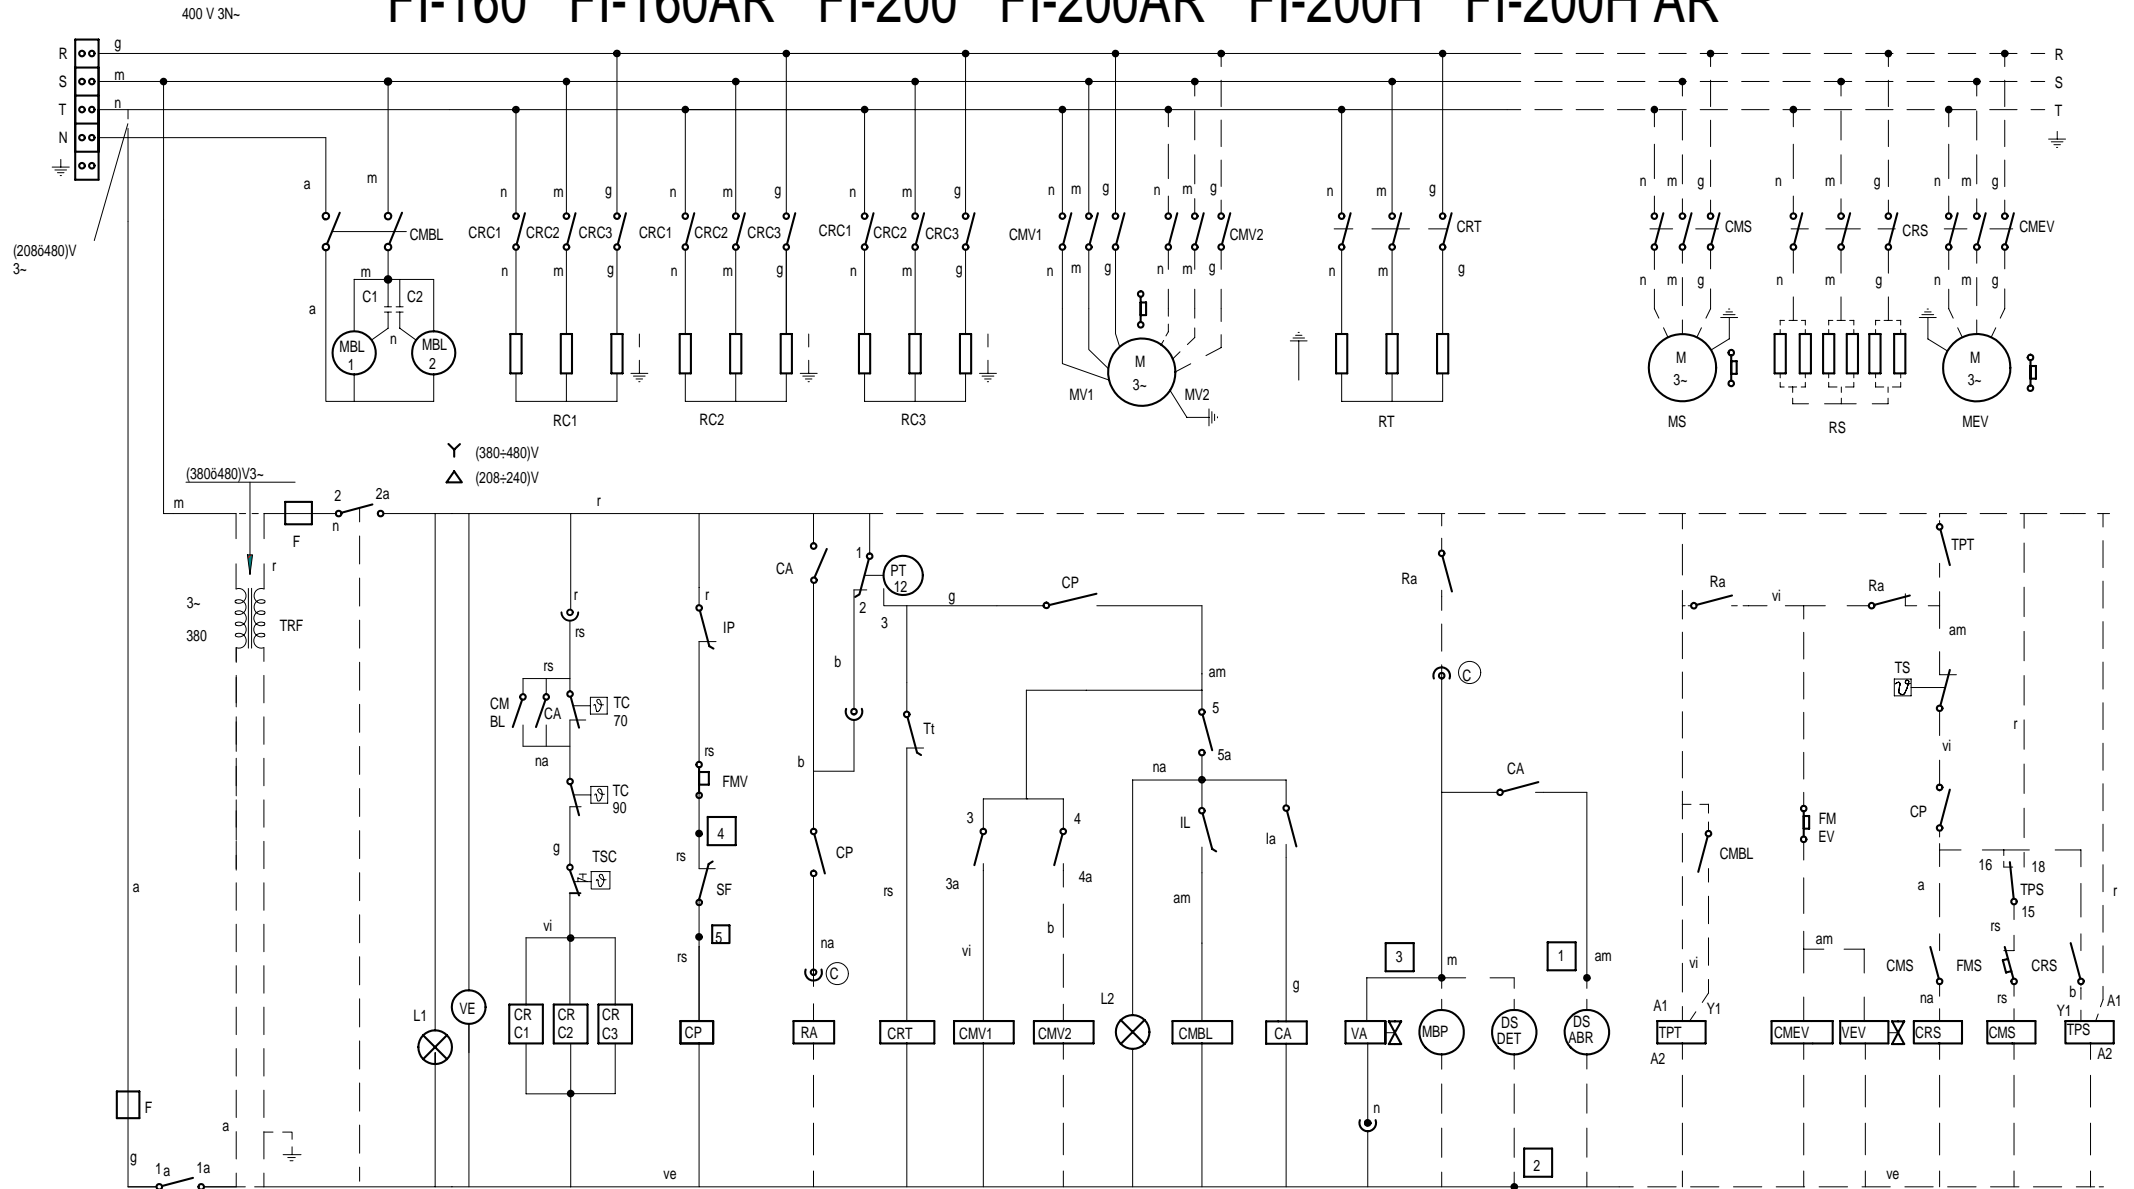 400 V 3N~
FI-160 FI-160AR FI-200 FI-200AR FI-200H FI-200H AR
R g R
S m S
T n T
N
(208ö480)V
3~
a m n m g n m g n m g n m g n m g n m g n m g n m g n m g
CMBL CRC1 CRC2 CRC3 CRC1 CRC2 CRC3 CRC1 CRC2 CRC3 CMV1 CMV2 CRT CMS CRS CMEV
m n m g n m g n m g n m g n m g n m g n m g n m g n m g
C1 C2
a
n
MBL
1
MBL
2
M
3~
M
3~
M
3~
MV1 MV2
RC1 RC2 RC3 RT MS RS MEV
(380÷480)V
(208÷240)V
(380ö480)V3~
m 2 2a r
n
F
r
3~
380
TRF
r
rs
rs
CM
BL
CA
TC
70
na
TC
90
g
TSC
vi
r
IP
rs
FMV
4
rs
SF
5
rs
CA
1
PT
12
2
3
b
b
CP
na
C
g
CP
Tt
rs
am
5
5a
na
3
3a
4
4a
IL
Ia
am
vi
b
g
Ra
C
CA
3
m
1
am
Ra
vi
Ra
TPT
am
TS
vi
CP
r
FM
EV
CMBL
16 18
TPS
15
a
rs
r
am
vi
CMS FMS CRS
na rs b
A1 Y1
Y1 A1
L1
VE
CR
C1
CR
C2
CR
C3
CP RA CRT CMV1 CMV2 L2 CMBL CA VA MBP
DS
DET
DS
ABR
TPT CMEV VEV CRS CMS TPS
A2 A2
a
F
a
n
g
1a 1a
ve
2
ve